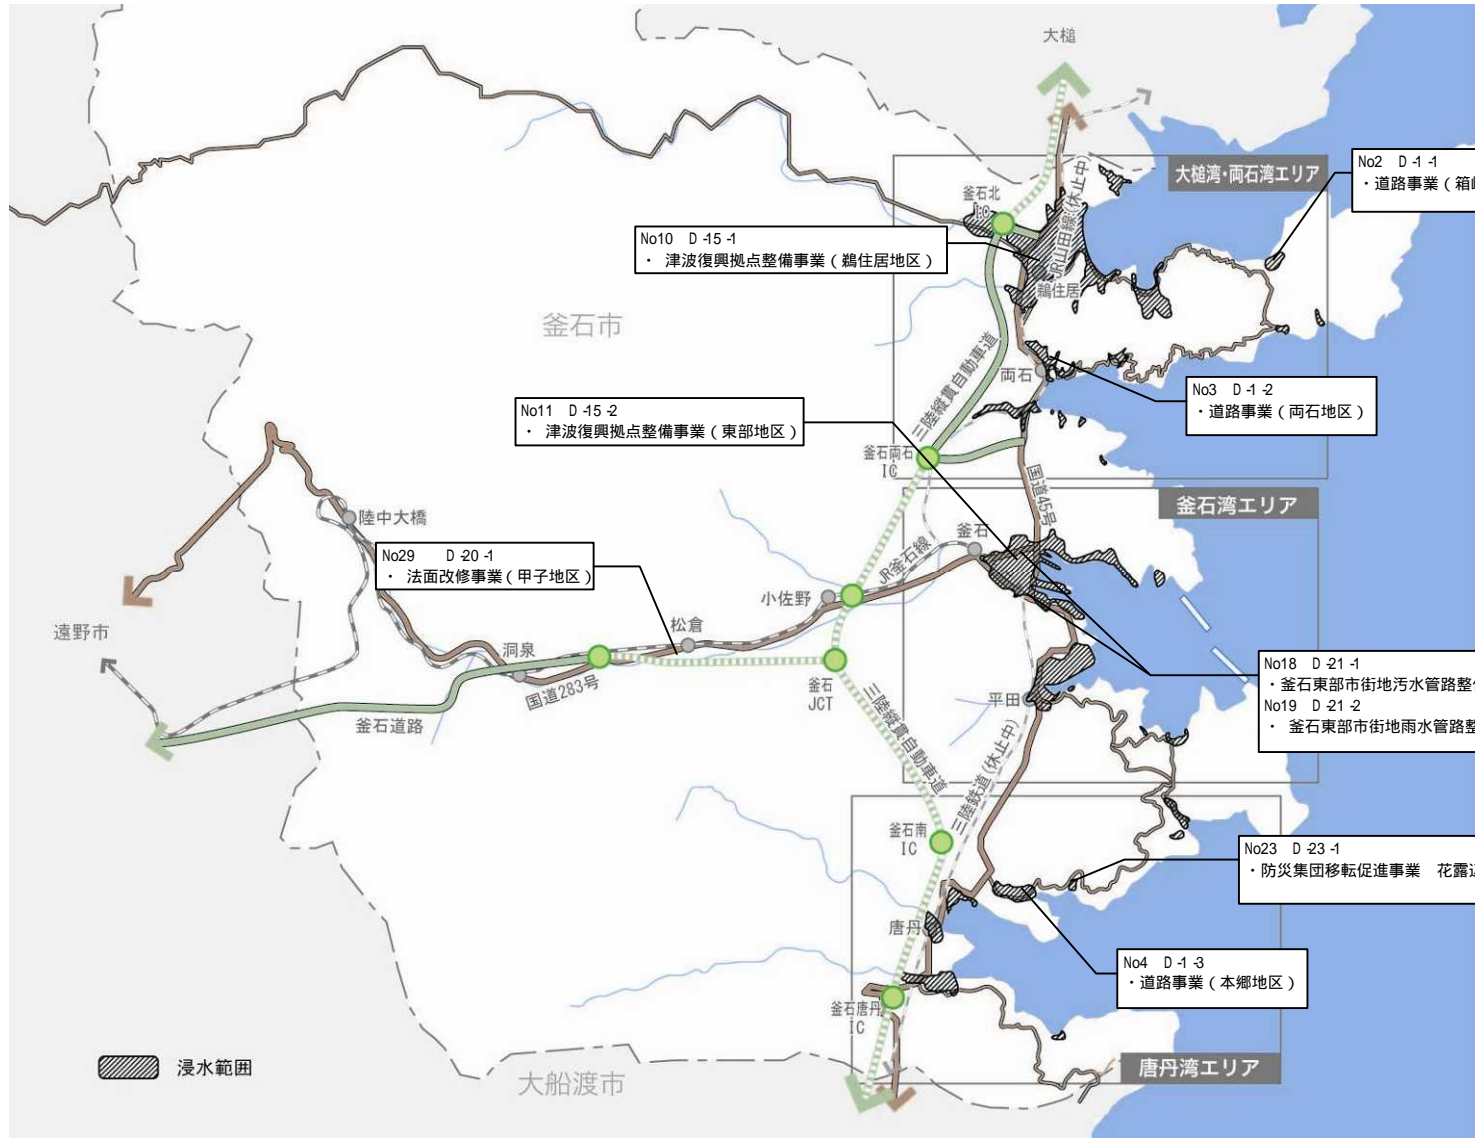 大槌
大槌湾・両石湾エリア
No2 D-1-1
・道路事業（箱
釜石北
IC
JR山田線(休止中)
鵜住居
No10 D-15-1
・ 津波復興拠点整備事業（鵜住居地区）
釜石市
三陸縦貫自動車道
両石
No3 D-1-2
・道路事業（両石地区）
No11 D-15-2
・ 津波復興拠点整備事業（東部地区）
釜石両石
IC
国道45号
釜石湾エリア
陸中大橋
釜石
JR釜石線
No29 D-20-1
・ 法面改修事業（甲子地区）
小佐野
遠野市
松倉
洞泉
国道283号
釜石道路
釜石
JCT
平田
No18 D-21-1
・釜石東部市街地汚水管路整
No19 D-21-2
・ 釜石東部市街地雨水管路整
三陸縦貫自動車道
三陸鉄道(休止中)
釜石南
IC
No23 D-23-1
・防災集団移転促進事業 花露辺
唐丹
No4 D-1-3
・道路事業（本郷地区）
釜石唐丹
IC
唐丹湾エリア
浸水範囲
大船渡市